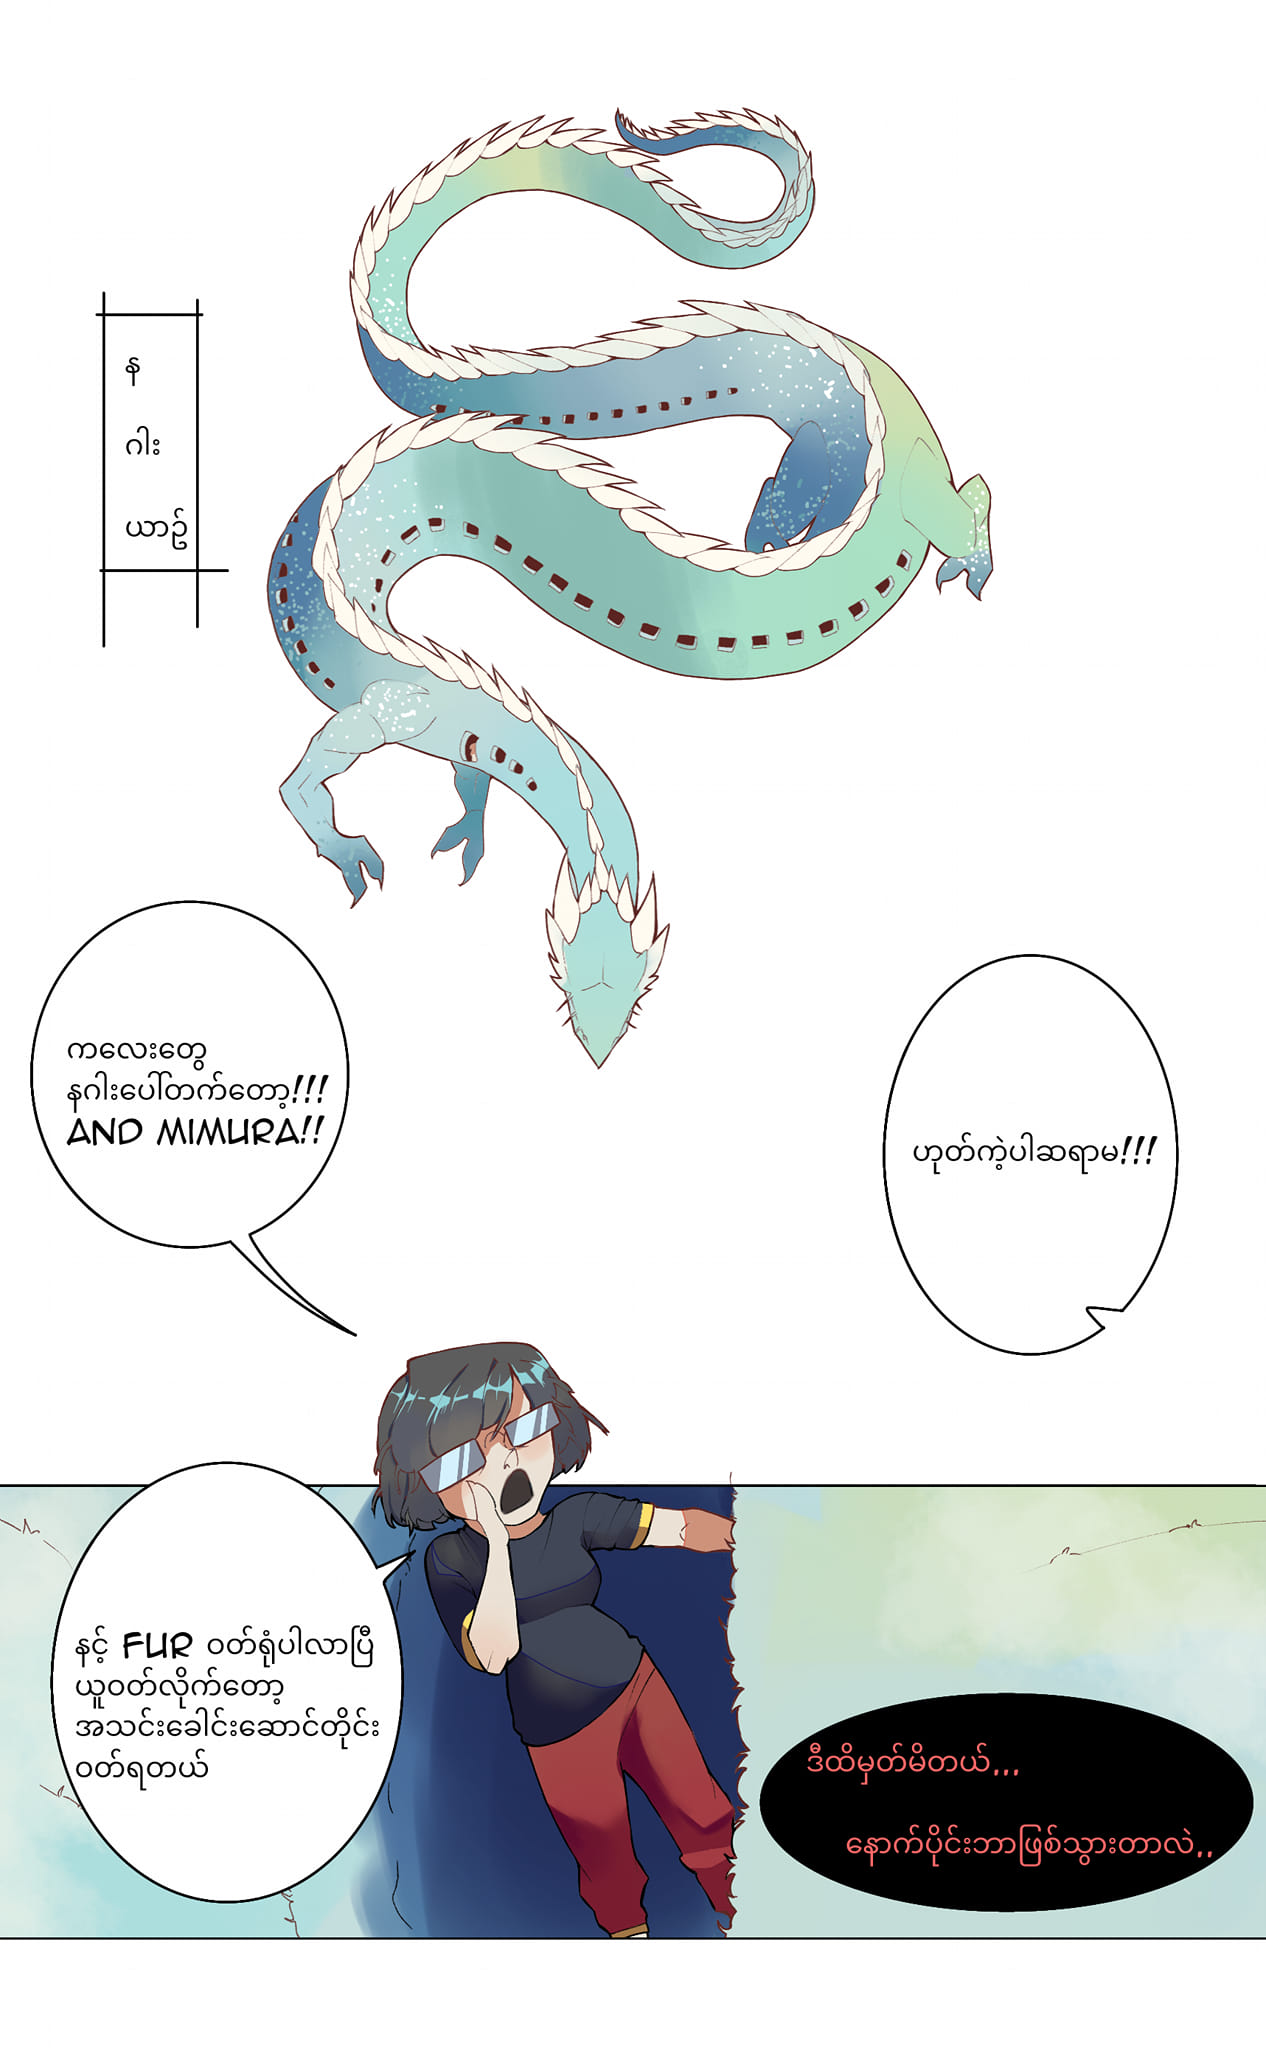 န
ဂါး
ယာဥ်
ကလေးတွေ
နဂါးပေါ်တက်တော့!!!
AND MIMURA!!
ဟုတ်ကဲ့ပါဆရာမ!!!
နင့် FUR ဝတ်ရုံပါလာပြီ
ယူဝတ်လိုက်တော့
အသင်းခေါင်းဆောင်တိုင်း
ဝတ်ရတယ်
ဒီထိမှတ်မိတယ်...
နောက်ပိုင်းဘာဖြစ်သွားတာလဲ..